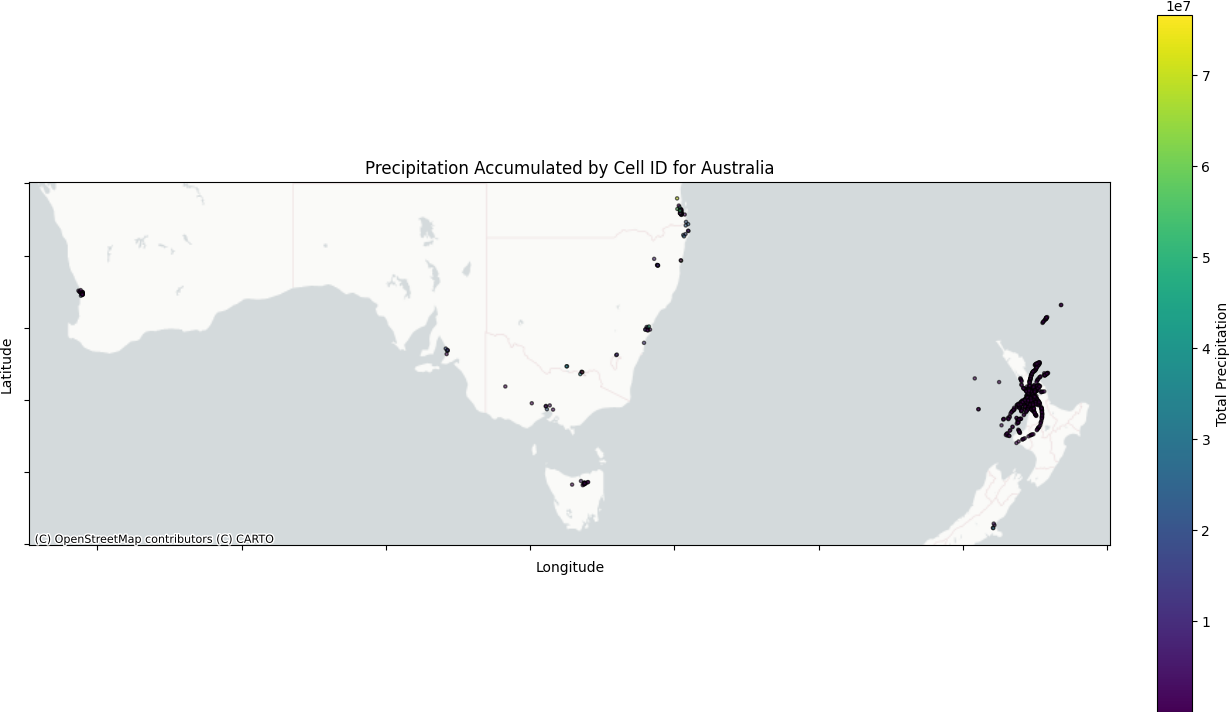 1e7
Precipitation Accumulated by Cell ID for Australia
7
6
5
4
3
2
1
Total Precipitation
Latitude
(C) OpenStreetMap contributors (C) CARTO
Longitude